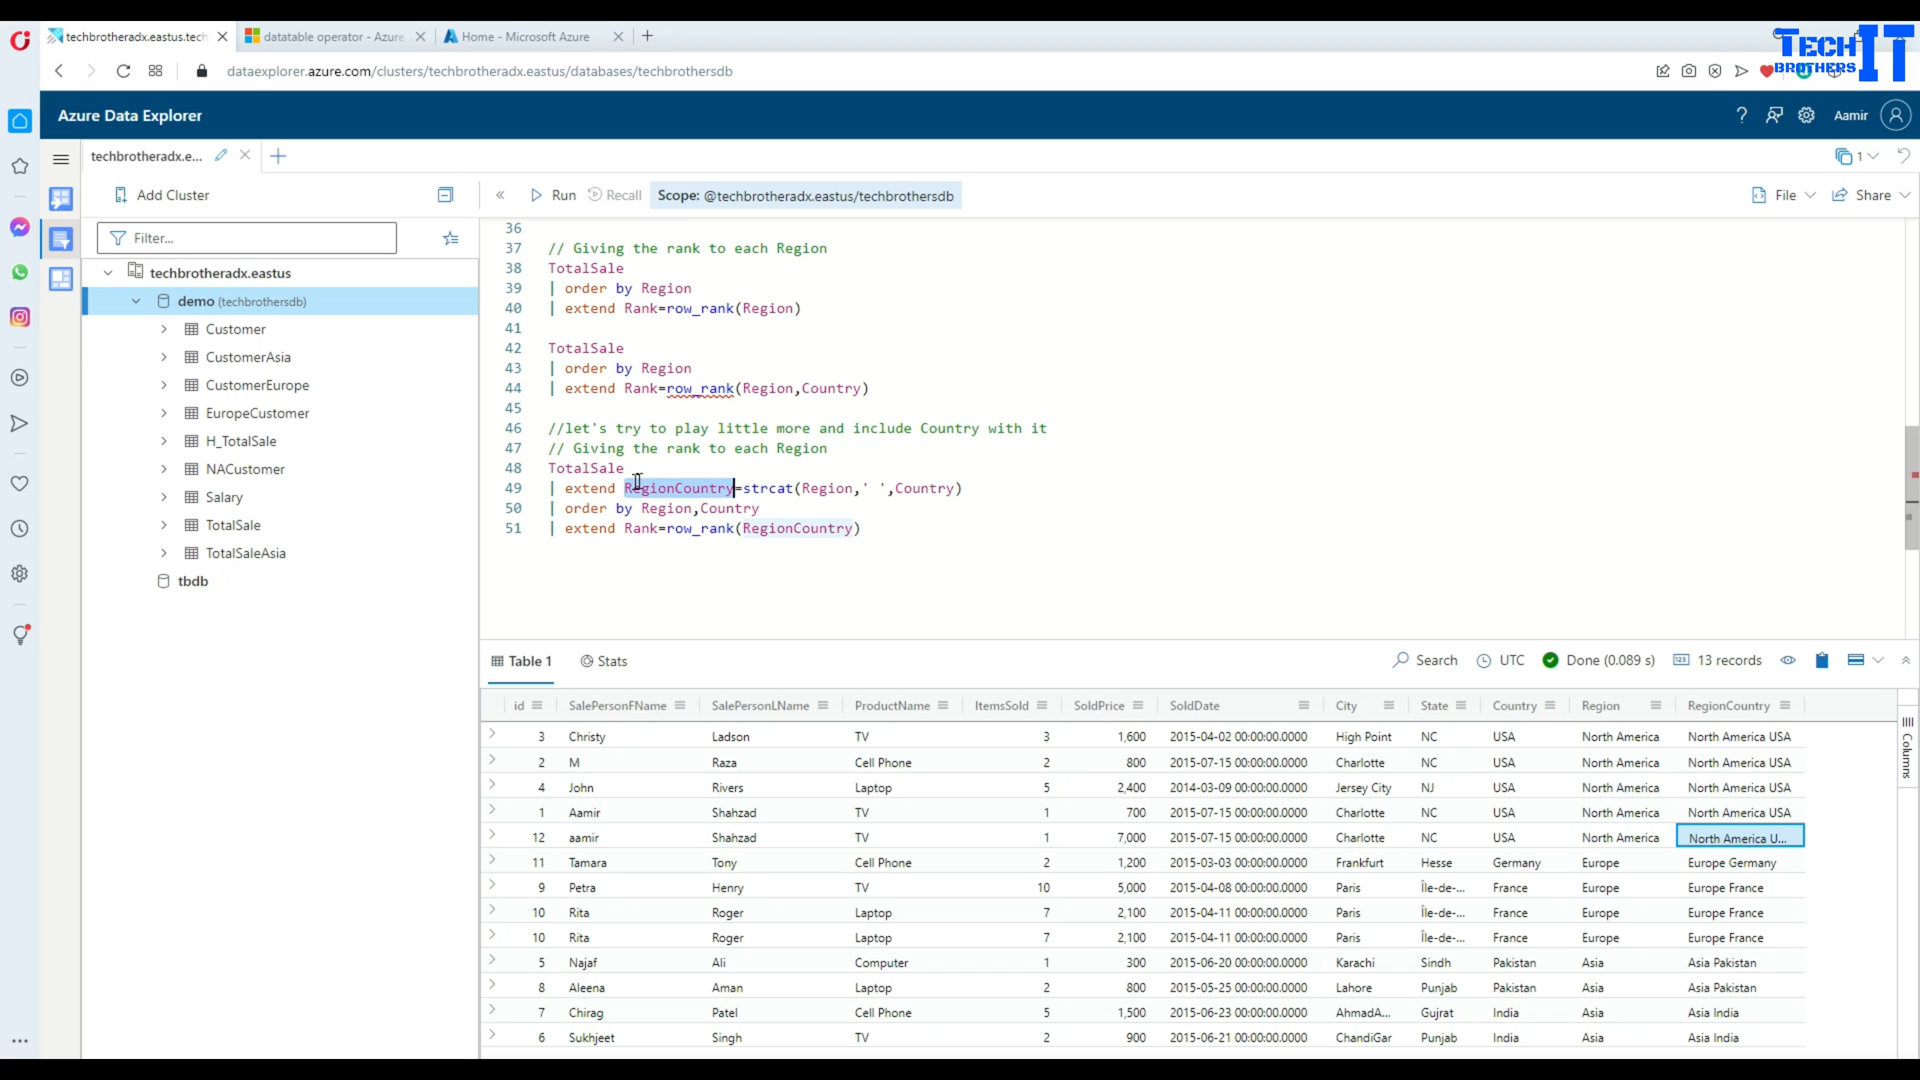 techbrotheradx.eastus.tech
datatable operator - Azure
Home - Microsoft Azure
TECH IT
BROTHERS
dataexplorer.azure.com/clusters/techbrotheradx.eastus/databases/techbrothersdb
Azure Data Explorer
Aamir
techbrotheradx.e...
1
Add Cluster
Run
Recall
Scope: @techbrotheradx.eastus/techbrothersdb
File
Share
Filter...
techbrotheradx.eastus
demo (techbrothersdb)
Customer
CustomerAsia
CustomerEurope
EuropeCustomer
H_TotalSale
NACustomer
Salary
TotalSale
TotalSaleAsia
tbdb
36
37 // Giving the rank to each Region
38 TotalSale
39 | order by Region
40 | extend Rank=row_rank(Region)
41
42 TotalSale
43 | order by Region
44 | extend Rank=row_rank(Region,Country)
45
46 //let's try to play little more and include Country with it
47 // Giving the rank to each Region
48 TotalSale
49 | extend RegionCountry=strcat(Region,' ',Country)
50 | order by Region,Country
51 | extend Rank=row_rank(RegionCountry)
Table 1 Stats Search UTC Done (0.089 s) 13 records
id SalePersonFName SalePersonLName ProductName ItemsSold SoldPrice SoldDate City State Country Region RegionCountry
3 Christy Ladson TV 3 1,600 2015-04-02 00:00:00.0000 High Point NC USA North America North America USA
2 M Raza Cell Phone 2 800 2015-07-15 00:00:00.0000 Charlotte NC USA North America North America USA
4 John Rivers Laptop 5 2,400 2014-03-09 00:00:00.0000 Jersey City NJ USA North America North America USA
1 Aamir Shahzad TV 1 700 2015-07-15 00:00:00.0000 Charlotte NC USA North America North America USA
12 aamir Shahzad TV 1 7,000 2015-07-15 00:00:00.0000 Charlotte NC USA North America North America U...
11 Tamara Tony Cell Phone 2 1,200 2015-03-03 00:00:00.0000 Frankfurt Hesse Germany Europe Europe Germany
9 Petra Henry TV 10 5,000 2015-04-08 00:00:00.0000 Paris Île-de-... France Europe Europe France
10 Rita Roger Laptop 7 2,100 2015-04-11 00:00:00.0000 Paris Île-de-... France Europe Europe France
10 Rita Roger Laptop 7 2,100 2015-04-11 00:00:00.0000 Paris Île-de-... France Europe Europe France
5 Najaf Ali Computer 1 300 2015-06-20 00:00:00.0000 Karachi Sindh Pakistan Asia Asia Pakistan
8 Aleena Aman Laptop 2 800 2015-05-25 00:00:00.0000 Lahore Punjab Pakistan Asia Asia Pakistan
7 Chirag Patel Cell Phone 5 1,500 2015-06-23 00:00:00.0000 AhmadA... Gujrat India Asia Asia India
6 Sukhjeet Singh TV 2 900 2015-06-21 00:00:00.0000 ChandiGar Punjab India Asia Asia India
Columns